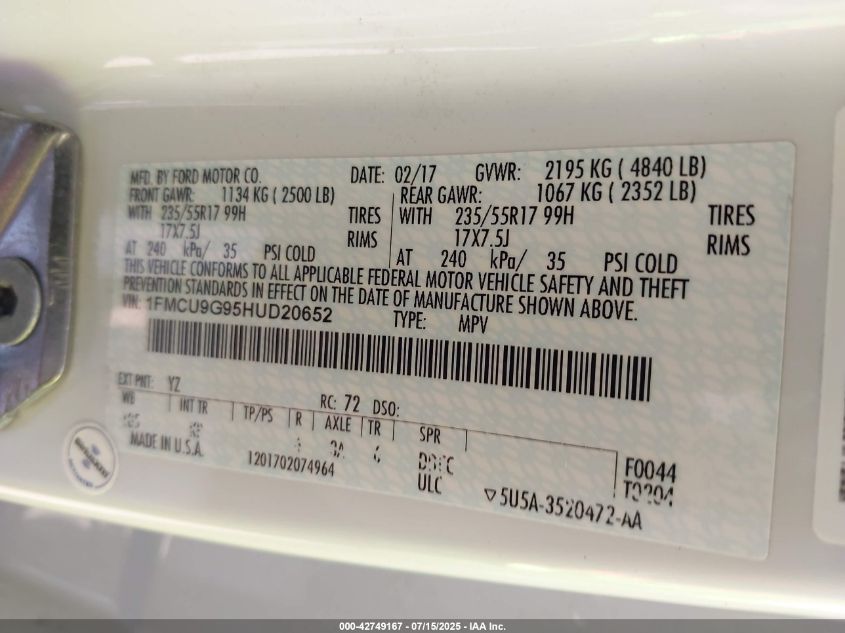 MFD. BY FORD MOTOR CO. DATE: 02/17 GVWR: 2195 KG ( 4840 LB)
FRONT GAWR: 1134 KG ( 2500 LB) REAR GAWR: 1067 KG ( 2352 LB)
WITH 235/55R17 99H TIRES WITH 235/55R17 99H TIRES
17X7.5J RIMS 17X7.5J RIMS
AT 240 kPa/ 35 PSI COLD AT 240 kPa/ 35 PSI COLD
THIS VEHICLE CONFORMS TO ALL APPLICABLE FEDERAL MOTOR VEHICLE SAFETY AND THEFT
PREVENTION STANDARDS IN EFFECT ON THE DATE OF MANUFACTURE SHOWN ABOVE.
VIN: 1FMCU9G95HUD20652 TYPE: MPV
EXT PNT: YZ RC: 72 DSO:
WB INT TR TP/PS R AXLE TR SPR
F0044
MADE IN U.S.A. ULC
1201702074964 5U5A-3520472-AA
000-42749167 - 07/15/2025 - IAA Inc.